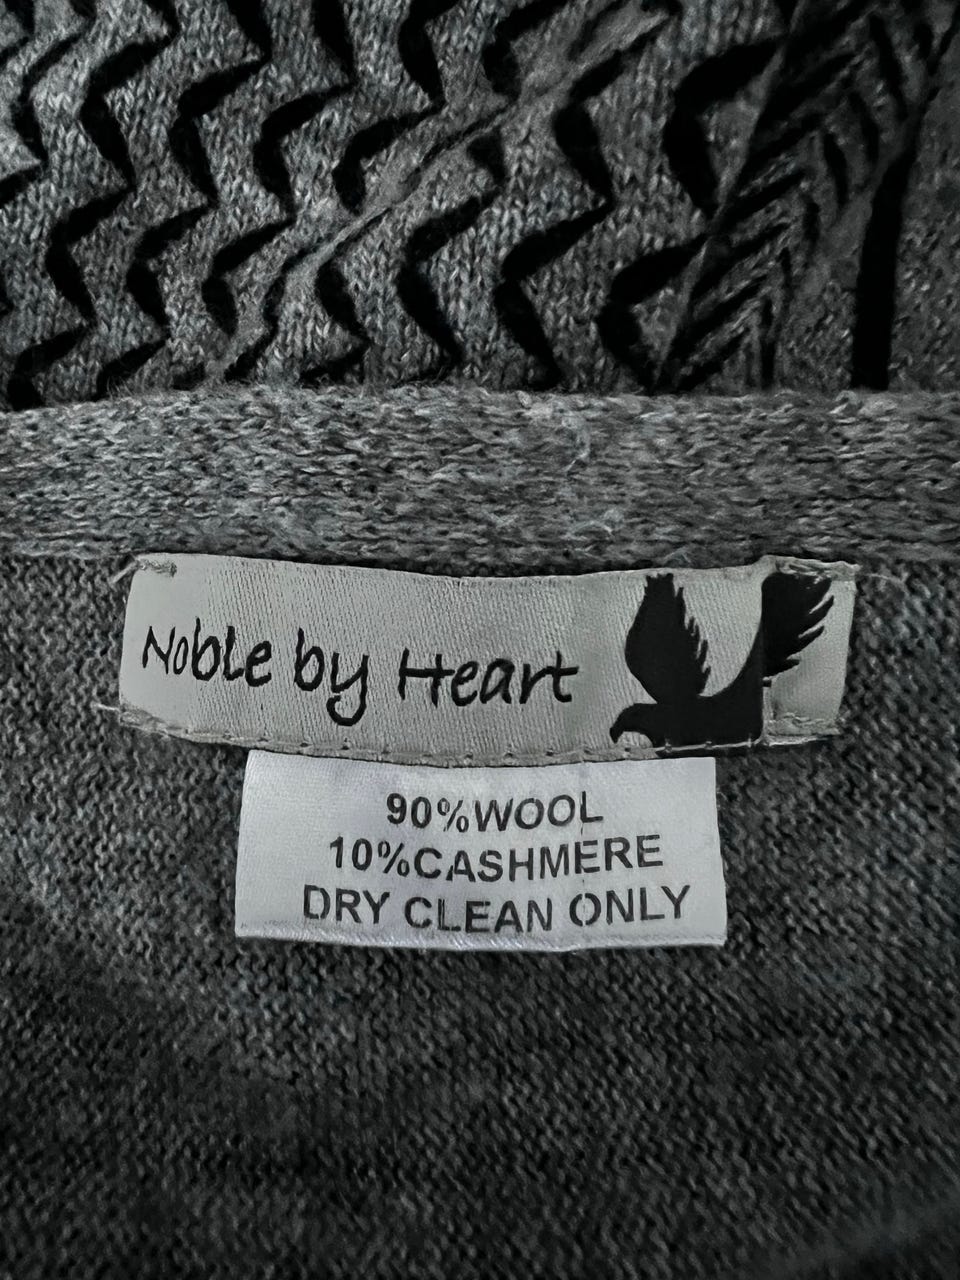 Noble by Heart
90%WOOL
10%CASHMERE
DRY CLEAN ONLY